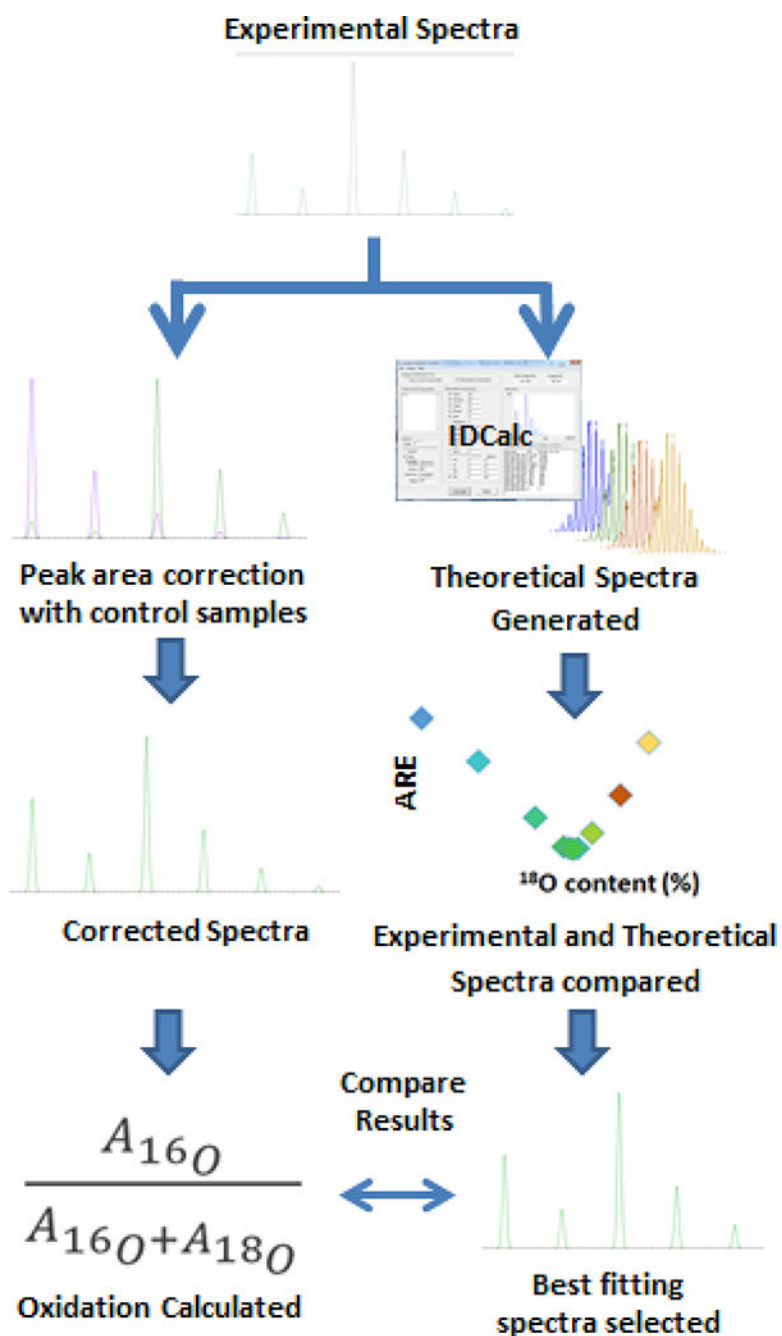 Experimental Spectra
IDCalc
Peak area correction
with control samples
Theoretical Spectra
Generated
ARE
¹⁸O content (%)
Corrected Spectra
Experimental and Theoretical
Spectra compared
Compare
Results
A₁₆O
A₁₆O+A₁₈O
Oxidation Calculated
Best fitting
spectra selected